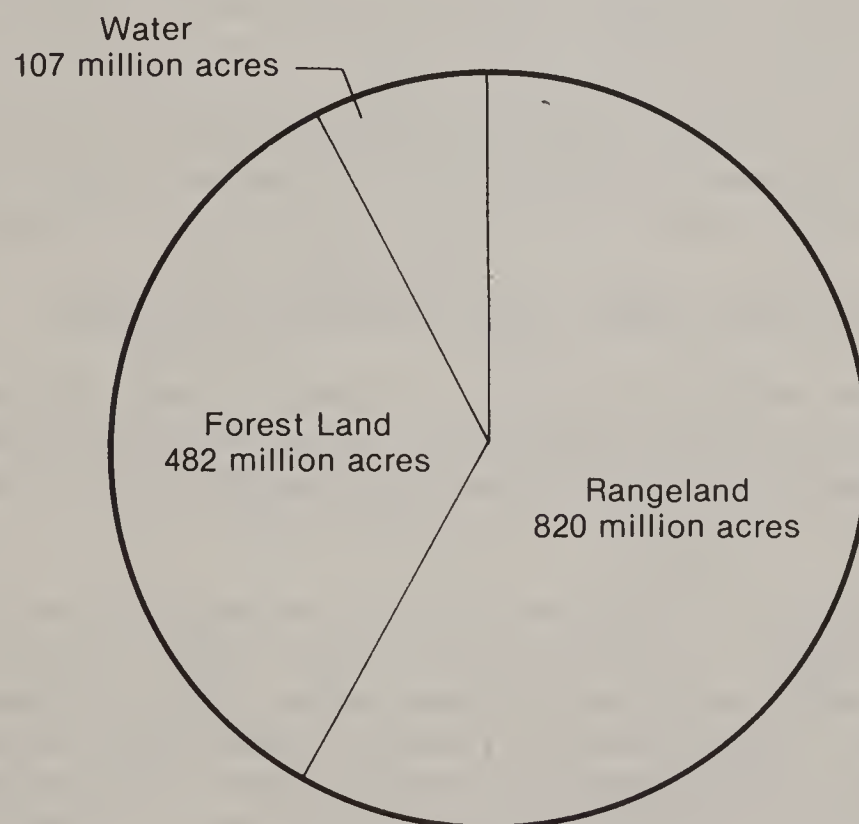 Water
107 million acres
Forest Land
482 million acres
Rangeland
820 million acres